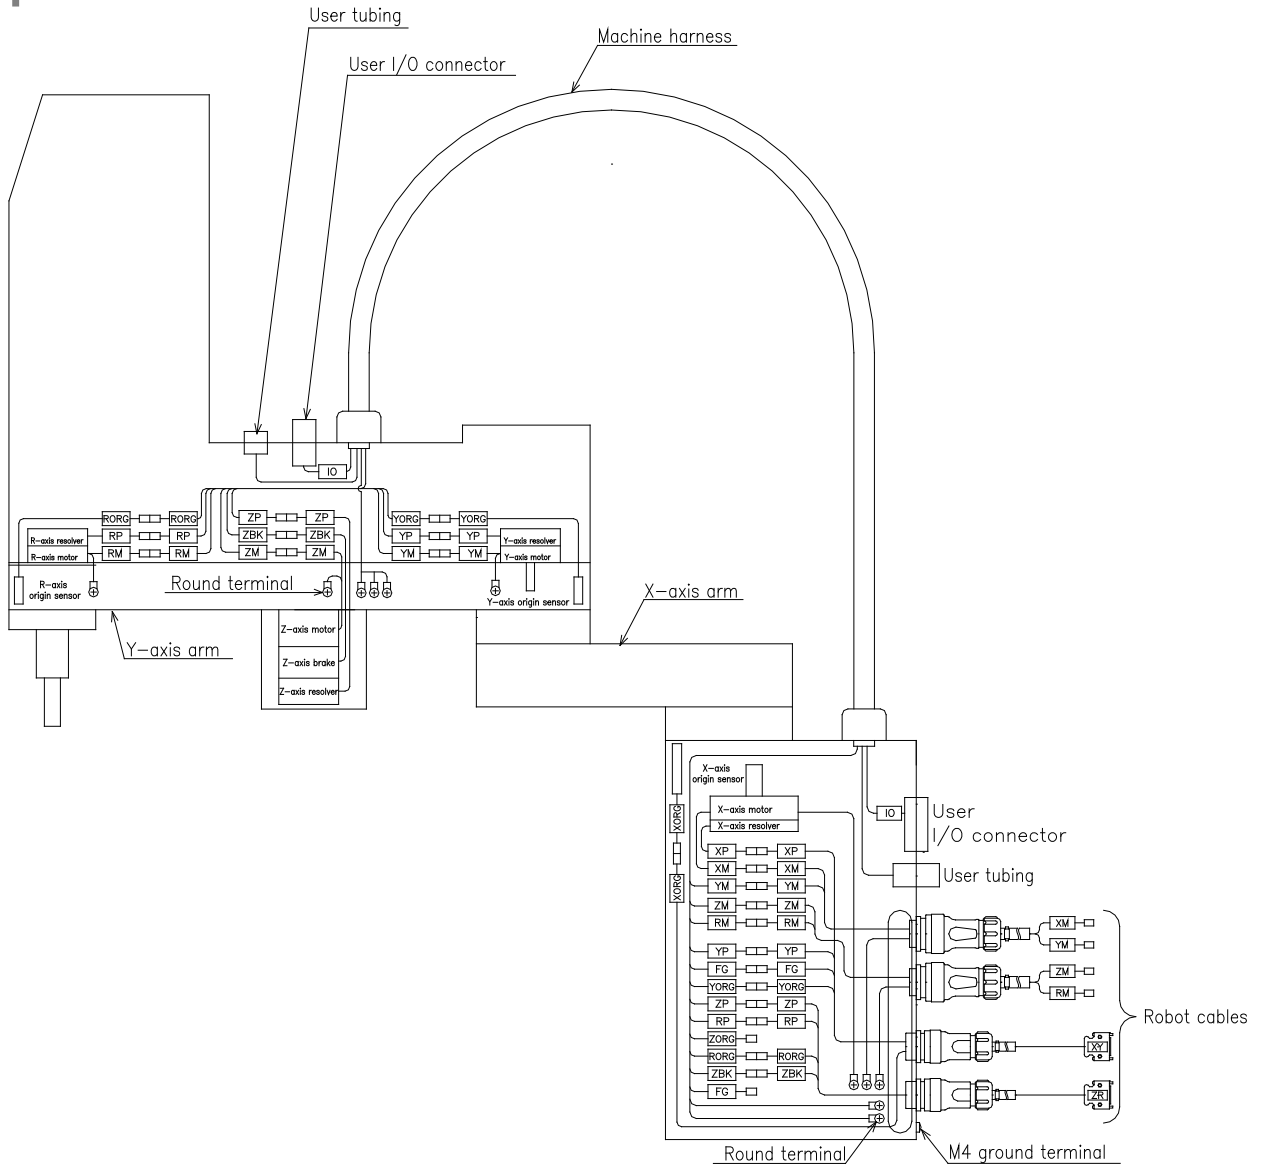 User tubing
Machine harness
User I/O connector
IO
RORG RORG ZP ZP YORG YORG
R-axis resolver RP RP ZBK ZBK YP YP Y-axis resolver
R-axis motor RM RM ZM ZM YM YM Y-axis motor
R-axis
origin sensor
Round terminal
Y-axis origin sensor
X-axis arm
Y-axis arm
Z-axis motor
Z-axis brake
Z-axis resolver
X-axis
origin sensor
XORG
XORG
X-axis motor
X-axis resolver
IO
User
I/O connector
User tubing
XP XP
XM XM
YM YM
ZM ZM
RM RM
YP YP
FG FG
YORG YORG
ZP ZP
RP RP
ZORG
RORG RORG
ZBK ZBK
FG
XM
YM
ZM
RM
XY
ZR
Robot cables
Round terminal
M4 ground terminal